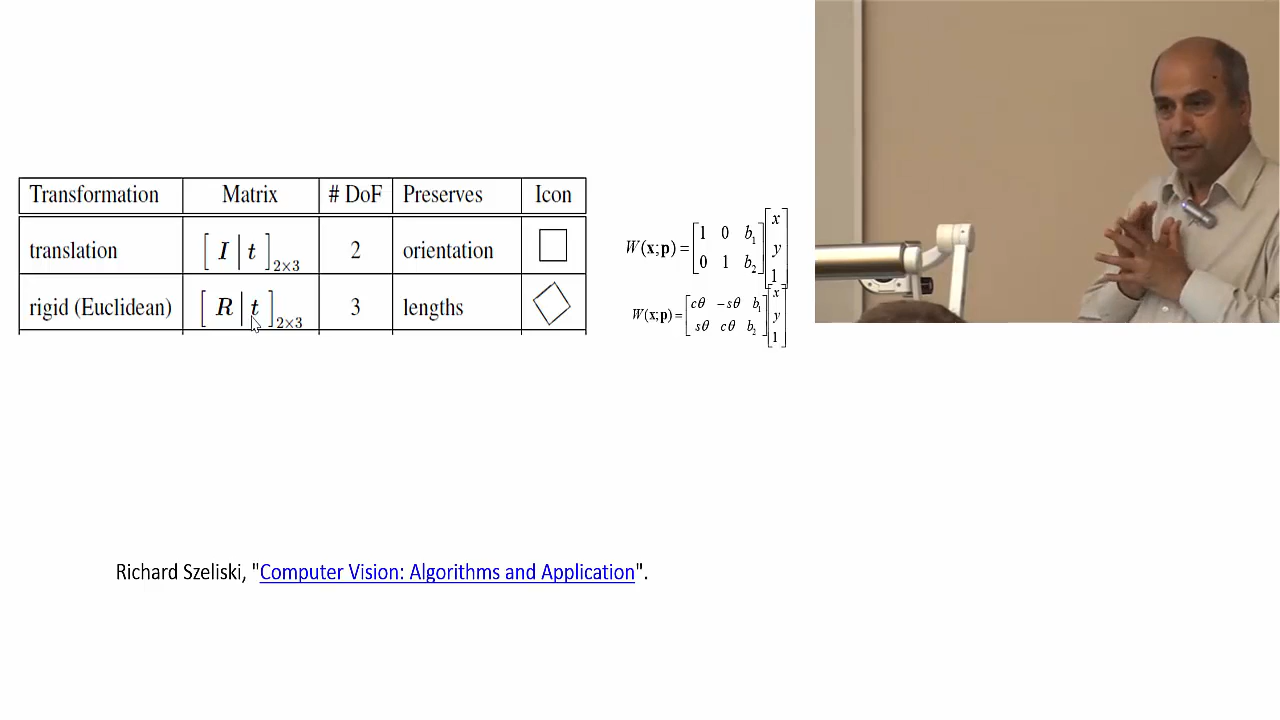 Transformation Matrix # DoF Preserves Icon
translation [ I | t ]2×3 2 orientation
rigid (Euclidean) [ R | t ]2×3 3 lengths
W(x;p) = [1 0 b1; 0 1 b2] [x; y; 1]
W(x;p) = [cθ −sθ b1; sθ cθ b2] [x; y; 1]
Richard Szeliski, "Computer Vision: Algorithms and Application".